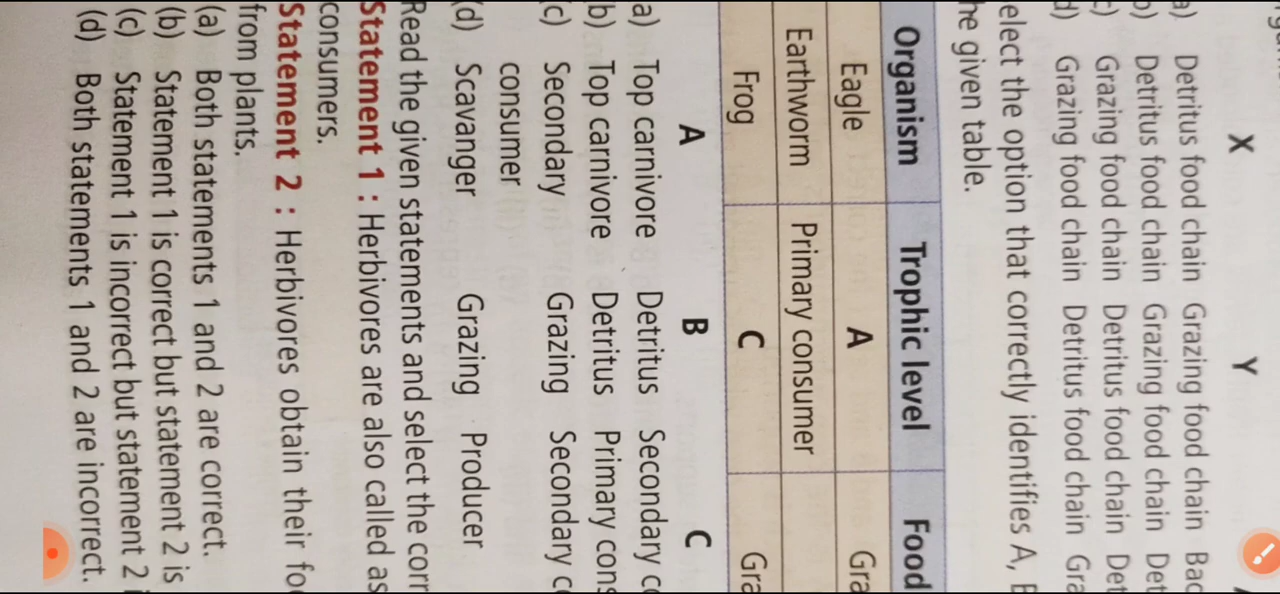 X Y
a) Detritus food chain Grazing food chain
b) Detritus food chain Grazing food chain
c) Grazing food chain Detritus food chain
d) Grazing food chain Detritus food chain
elect the option that correctly identifies A,
he given table.
Organism Trophic level Food
Eagle A
Earthworm Primary consumer
Frog C
A B C
a) Top carnivore Detritus Secondary
b) Top carnivore Detritus Primary
c) Secondary Grazing Secondary
consumer
(d) Scavanger Grazing Producer
Read the given statements and select the
Statement 1 : Herbivores are also called as
consumers.
Statement 2 : Herbivores obtain their
from plants.
(a) Both statements 1 and 2 are correct.
(b) Statement 1 is correct but statement 2 is
(c) Statement 1 is incorrect but statement 2
(d) Both statements 1 and 2 are incorrect.